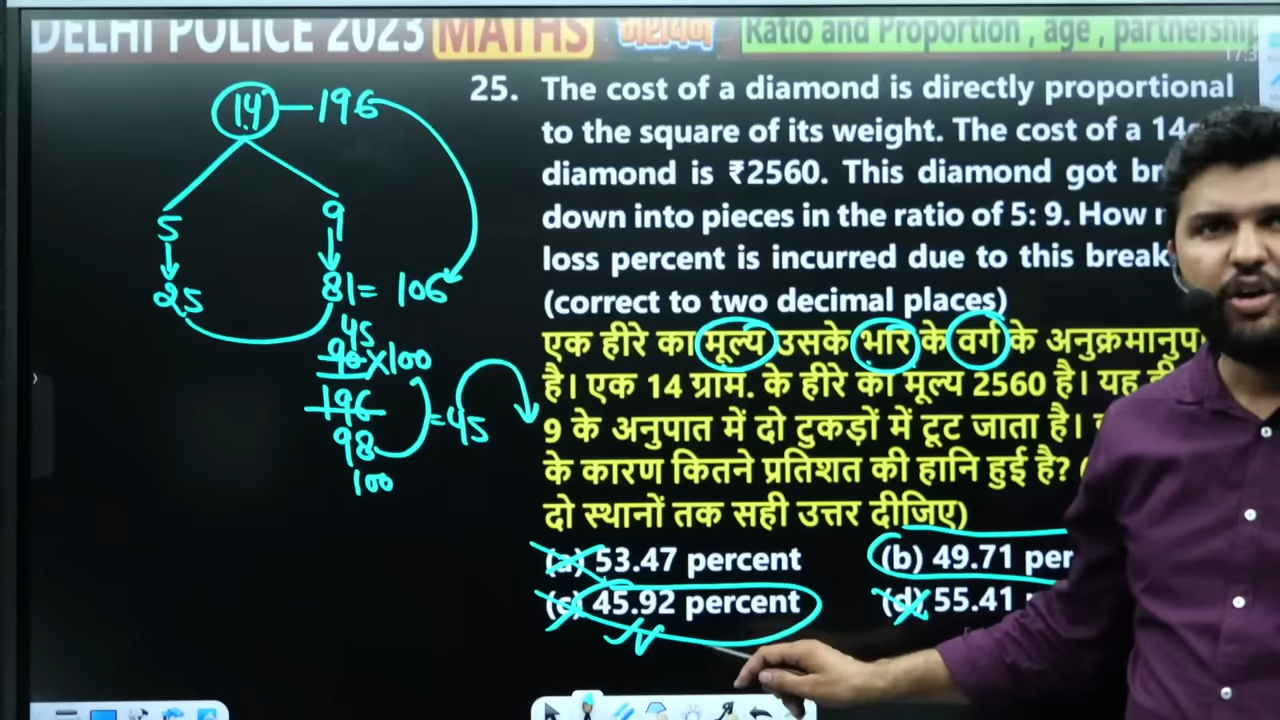 DELHI POLICE 2023 MATHS महापैक Ratio and Proportion , age , partnership
17:3
25. The cost of a diamond is directly proportional
to the square of its weight. The cost of a 14
diamond is ₹2560. This diamond got br
down into pieces in the ratio of 5: 9. How
loss percent is incurred due to this break
(correct to two decimal places)
एक हीरे का मूल्य उसके भार के वर्ग के अनुक्रमानुप
है। एक 14 ग्राम. के हीरे का मूल्य 2560 है। यह
9 के अनुपात में दो टुकड़ों में टूट जाता है।
के कारण कितने प्रतिशत की हानि हुई है? (
दो स्थानों तक सही उत्तर दीजिए)
(a) 53.47 percent (b) 49.71 per
(c) 45.92 percent (d) 55.41
14 — 196
5 9
25 81 = 106
45
90 ×100
196 = 45
98
100